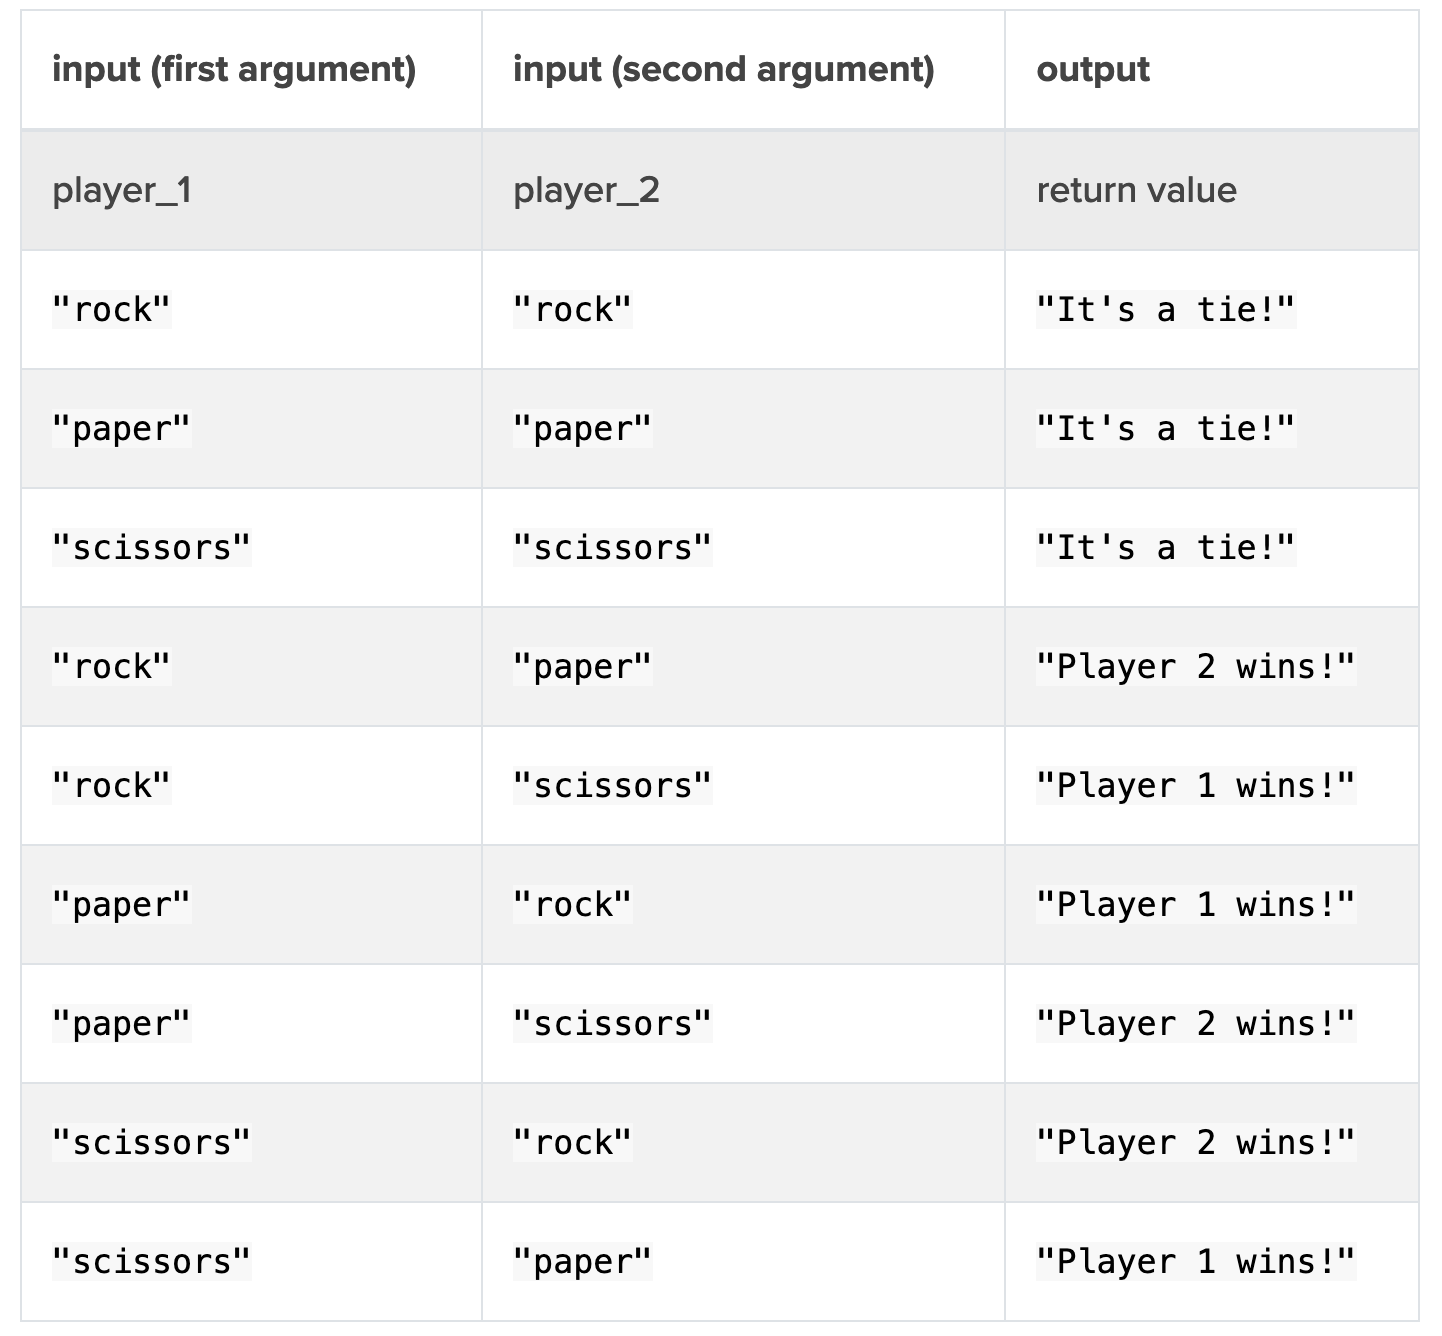 input (first argument) input (second argument) output
player_1 player_2 return value
"rock" "rock" "It's a tie!"
"paper" "paper" "It's a tie!"
"scissors" "scissors" "It's a tie!"
"rock" "paper" "Player 2 wins!"
"rock" "scissors" "Player 1 wins!"
"paper" "rock" "Player 1 wins!"
"paper" "scissors" "Player 2 wins!"
"scissors" "rock" "Player 2 wins!"
"scissors" "paper" "Player 1 wins!"